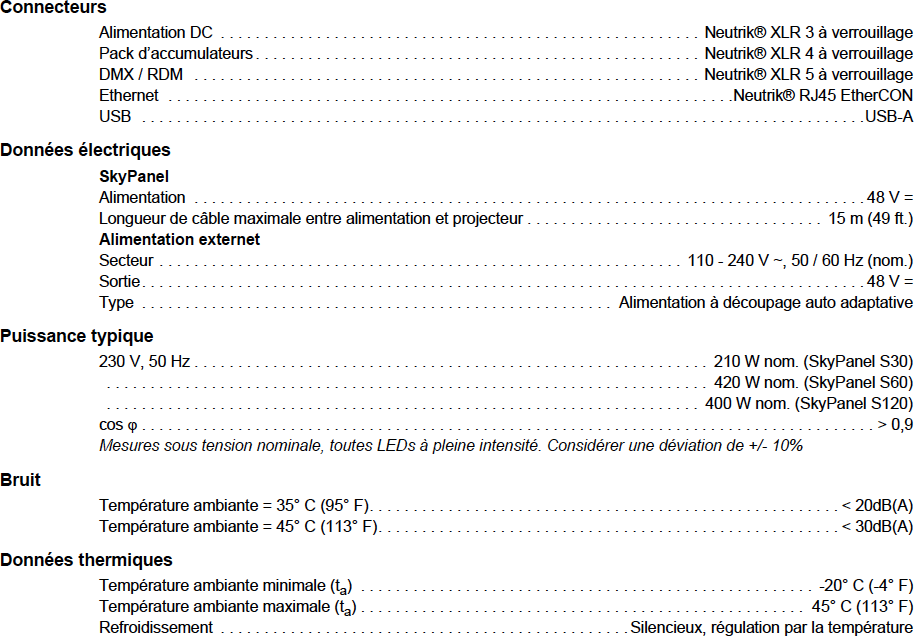 Connecteurs
Alimentation DC . . . . . . . . . . . . . . . . . . . . Neutrik® XLR 3 à verrouillage
Pack d'accumulateurs . . . . . . . . . . . . . . . . . . . . Neutrik® XLR 4 à verrouillage
DMX / RDM . . . . . . . . . . . . . . . . . . . . Neutrik® XLR 5 à verrouillage
Ethernet . . . . . . . . . . . . . . . . . . . . Neutrik® RJ45 EtherCON
USB . . . . . . . . . . . . . . . . . . . . USB-A
Données électriques
SkyPanel
Alimentation . . . . . . . . . . . . . . . . . . . . 48 V =
Longueur de câble maximale entre alimentation et projecteur . . . . . . . . . . . . . . . . . . . . 15 m (49 ft.)
Alimentation externet
Secteur . . . . . . . . . . . . . . . . . . . . 110 - 240 V ~, 50 / 60 Hz (nom.)
Sortie . . . . . . . . . . . . . . . . . . . . 48 V =
Type . . . . . . . . . . . . . . . . . . . . Alimentation à découpage auto adaptative
Puissance typique
230 V, 50 Hz . . . . . . . . . . . . . . . . . . . . 210 W nom. (SkyPanel S30)
. . . . . . . . . . . . . . . . . . . . 420 W nom. (SkyPanel S60)
. . . . . . . . . . . . . . . . . . . . 400 W nom. (SkyPanel S120)
cos φ . . . . . . . . . . . . . . . . . . . . > 0,9
Mesures sous tension nominale, toutes LEDs à pleine intensité. Considérer une déviation de +/- 10%
Bruit
Température ambiante = 35° C (95° F). . . . . . . . . . . . . . . . . . . . < 20dB(A)
Température ambiante = 45° C (113° F). . . . . . . . . . . . . . . . . . . . < 30dB(A)
Données thermiques
Température ambiante minimale (ta) . . . . . . . . . . . . . . . . . . . . -20° C (-4° F)
Température ambiante maximale (ta) . . . . . . . . . . . . . . . . . . . . 45° C (113° F)
Refroidissement . . . . . . . . . . . . . . . . . . . . Silencieux, régulation par la température